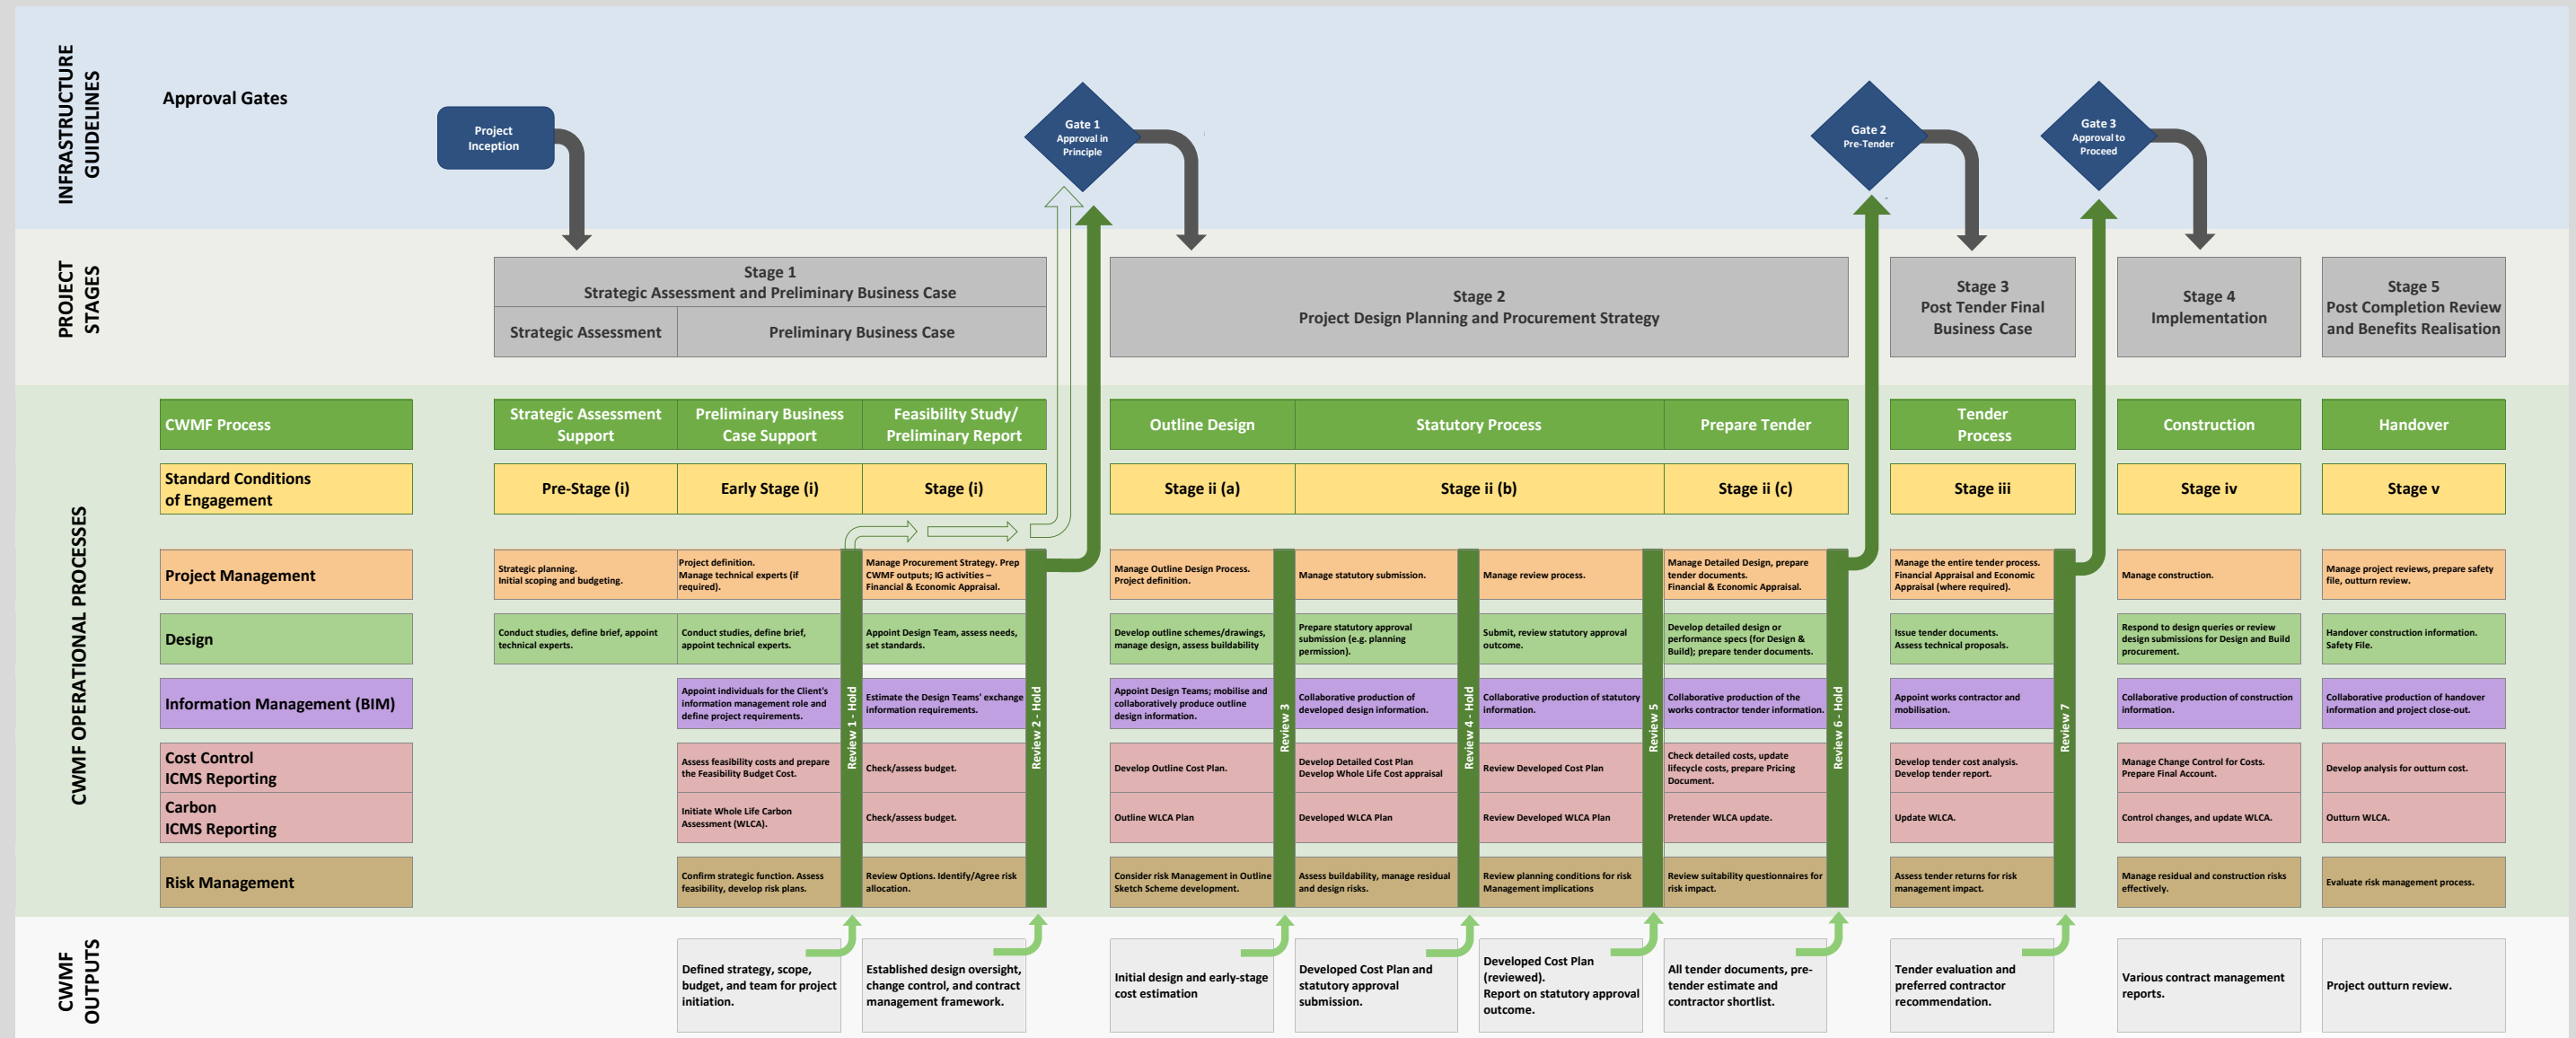 INFRASTRUCTURE
GUIDELINES
Approval Gates
Project
Inception
Gate 1
Approval in
Principle
Gate 2
Pre-Tender
Gate 3
Approval to
Proceed
PROJECT
STAGES
Stage 1
Strategic Assessment and Preliminary Business Case
Strategic Assessment
Preliminary Business Case
Stage 2
Project Design Planning and Procurement Strategy
Stage 3
Post Tender Final
Business Case
Stage 4
Implementation
Stage 5
Post Completion Review
and Benefits Realisation
CWMF OPERATIONAL PROCESSES
CWMF Process
Strategic Assessment
Support
Preliminary Business
Case Support
Feasibility Study/
Preliminary Report
Outline Design
Statutory Process
Prepare Tender
Tender
Process
Construction
Handover
Standard Conditions
of Engagement
Pre-Stage (i)
Early Stage (i)
Stage (i)
Stage ii (a)
Stage ii (b)
Stage ii (c)
Stage iii
Stage iv
Stage v
Project Management
Strategic planning.
Initial scoping and budgeting.
Project definition.
Manage technical experts (if
required).
Manage Procurement Strategy. Prep
CWMF outputs; IG activities –
Financial & Economic Appraisal.
Manage Outline Design Process.
Project definition.
Manage statutory submission.
Manage review process.
Manage Detailed Design, prepare
tender documents.
Financial & Economic Appraisal.
Manage the entire tender process.
Financial Appraisal and Economic
Appraisal (where required).
Manage construction.
Manage project reviews, prepare safety
file, outturn review.
Design
Conduct studies, define brief, appoint
technical experts.
Conduct studies, define brief,
appoint technical experts.
Appoint Design Team, assess needs,
set standards.
Develop outline schemes/drawings,
manage design, assess buildability
Prepare statutory approval
submission (e.g. planning
permission).
Submit, review statutory approval
outcome.
Develop detailed design or
performance specs (for Design &
Build); prepare tender documents.
Issue tender documents.
Assess technical proposals.
Respond to design queries or review
design submissions for Design and Build
procurement.
Handover construction information.
Safety File.
Information Management (BIM)
Appoint individuals for the Client's
information management role and
define project requirements.
Estimate the Design Teams' exchange
information requirements.
Appoint Design Teams; mobilise and
collaboratively produce outline
design information.
Collaborative production of
developed design information.
Collaborative production of statutory
information.
Collaborative production of the
works contractor tender information.
Appoint works contractor and
mobilisation.
Collaborative production of construction
information.
Collaborative production of handover
information and project close-out.
Review 1 - Hold
Review 2 - Hold
Review 3
Review 4 - Hold
Review 5
Review 6 - Hold
Review 7
Cost Control
ICMS Reporting
Assess feasibility costs and prepare
the Feasibility Budget Cost.
Check/assess budget.
Develop Outline Cost Plan.
Develop Detailed Cost Plan
Develop Whole Life Cost appraisal
Review Developed Cost Plan
Check detailed costs, update
lifecycle costs, prepare Pricing
Document.
Develop tender cost analysis.
Develop tender report.
Manage Change Control for Costs.
Prepare Final Account.
Develop analysis for outturn cost.
Carbon
ICMS Reporting
Initiate Whole Life Carbon
Assessment (WLCA).
Check/assess budget.
Outline WLCA Plan
Developed WLCA Plan
Review Developed WLCA Plan
Pretender WLCA update.
Update WLCA.
Control changes, and update WLCA.
Outturn WLCA.
Risk Management
Confirm strategic function. Assess
feasibility, develop risk plans.
Review Options. Identify/Agree risk
allocation.
Consider risk Management in Outline
Sketch Scheme development.
Assess buildability, manage residual
and design risks.
Review planning conditions for risk
Management implications
Review suitability questionnaires for
risk impact.
Assess tender returns for risk
management impact.
Manage residual and construction risks
effectively.
Evaluate risk management process.
CWMF
OUTPUTS
Defined strategy, scope,
budget, and team for project
initiation.
Established design oversight,
change control, and contract
management framework.
Initial design and early-stage
cost estimation
Developed Cost Plan and
statutory approval
submission.
Developed Cost Plan
(reviewed).
Report on statutory approval
outcome.
All tender documents, pre-
tender estimate and
contractor shortlist.
Tender evaluation and
preferred contractor
recommendation.
Various contract management
reports.
Project outturn review.